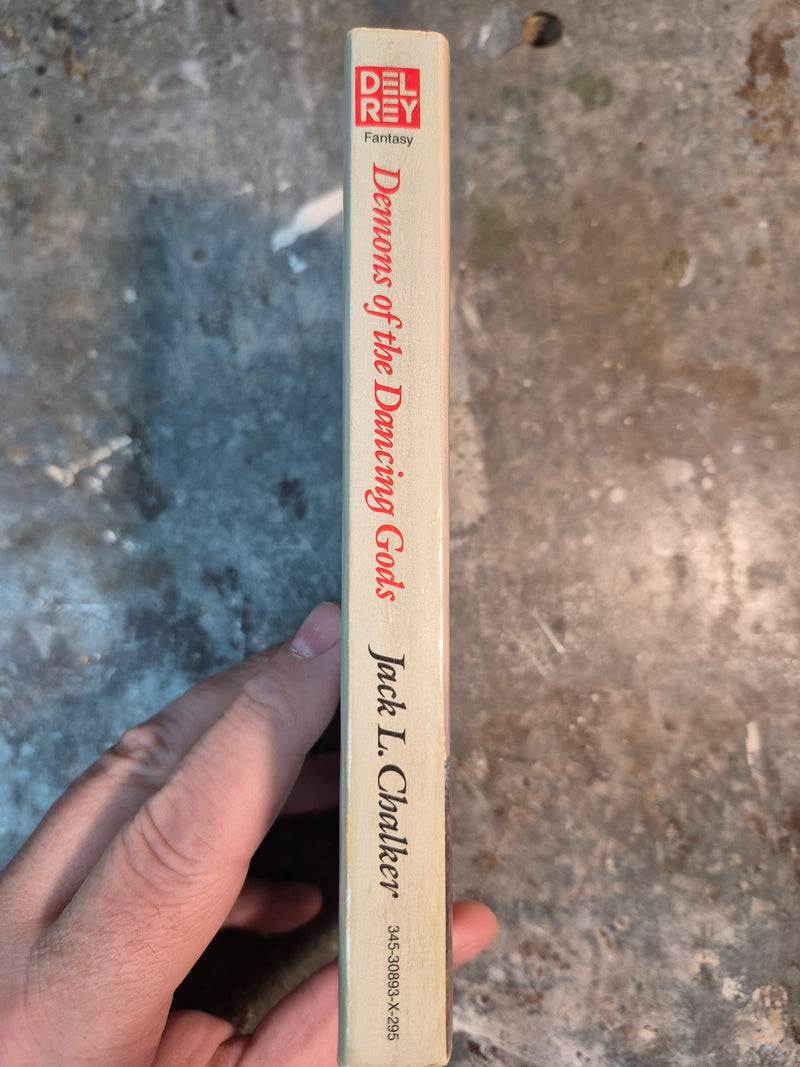 DEL
REY
Fantasy
Demons of the Dancing Gods
Jack L. Chalker
345-30893-X-295